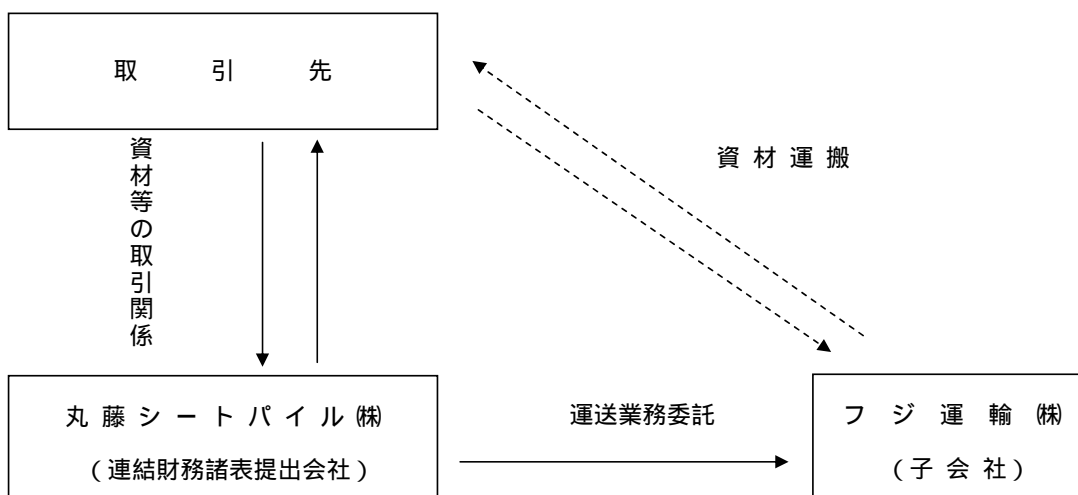 取引先
資材等の取引関係
資材運搬
丸藤シートパイル㈱
(連結財務諸表提出会社)
運送業務委託
フジ運輸㈱
(子会社)